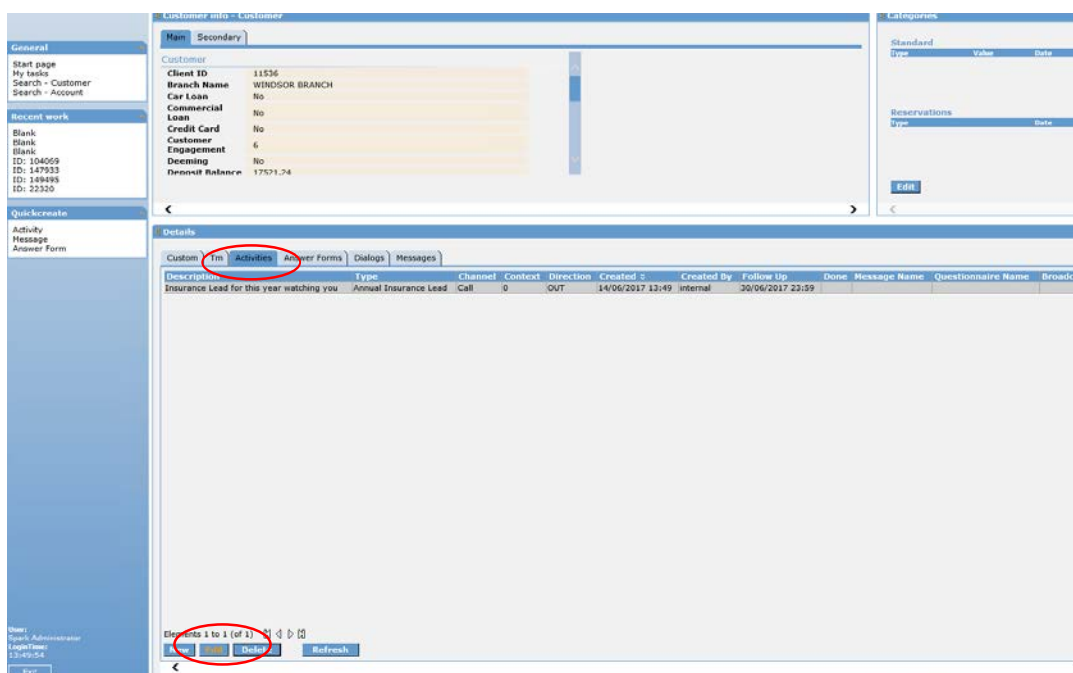 General
Start page
My tasks
Search - Customer
Search - Account
Recent work
Blank
Blank
Blank
ID: 104069
ID: 147933
ID: 149495
ID: 22320
Quickcreate
Activity
Message
Answer Form
User:
Spark Administrator
LoginTime:
13:49:54
Customer info - Customer
Main Secondary
Customer
Client ID 11536
Branch Name WINDSOR BRANCH
Car Loan No
Commercial Loan No
Credit Card No
Customer Engagement 6
Deeming No
Deposit Balance 17521.24
Categories
Standard
Type Value Date
Reservations
Type Date
Edit
Details
Custom Tm Activities Answer Forms Dialogs Messages
Description Type Channel Context Direction Created Created By Follow Up Done Message Name Questionnaire Name
Insurance Lead for this year watching you Annual Insurance Lead Call 0 OUT 14/06/2017 13:49 internal 30/06/2017 23:59
Elements 1 to 1 (of 1)
New Edit Delete Refresh